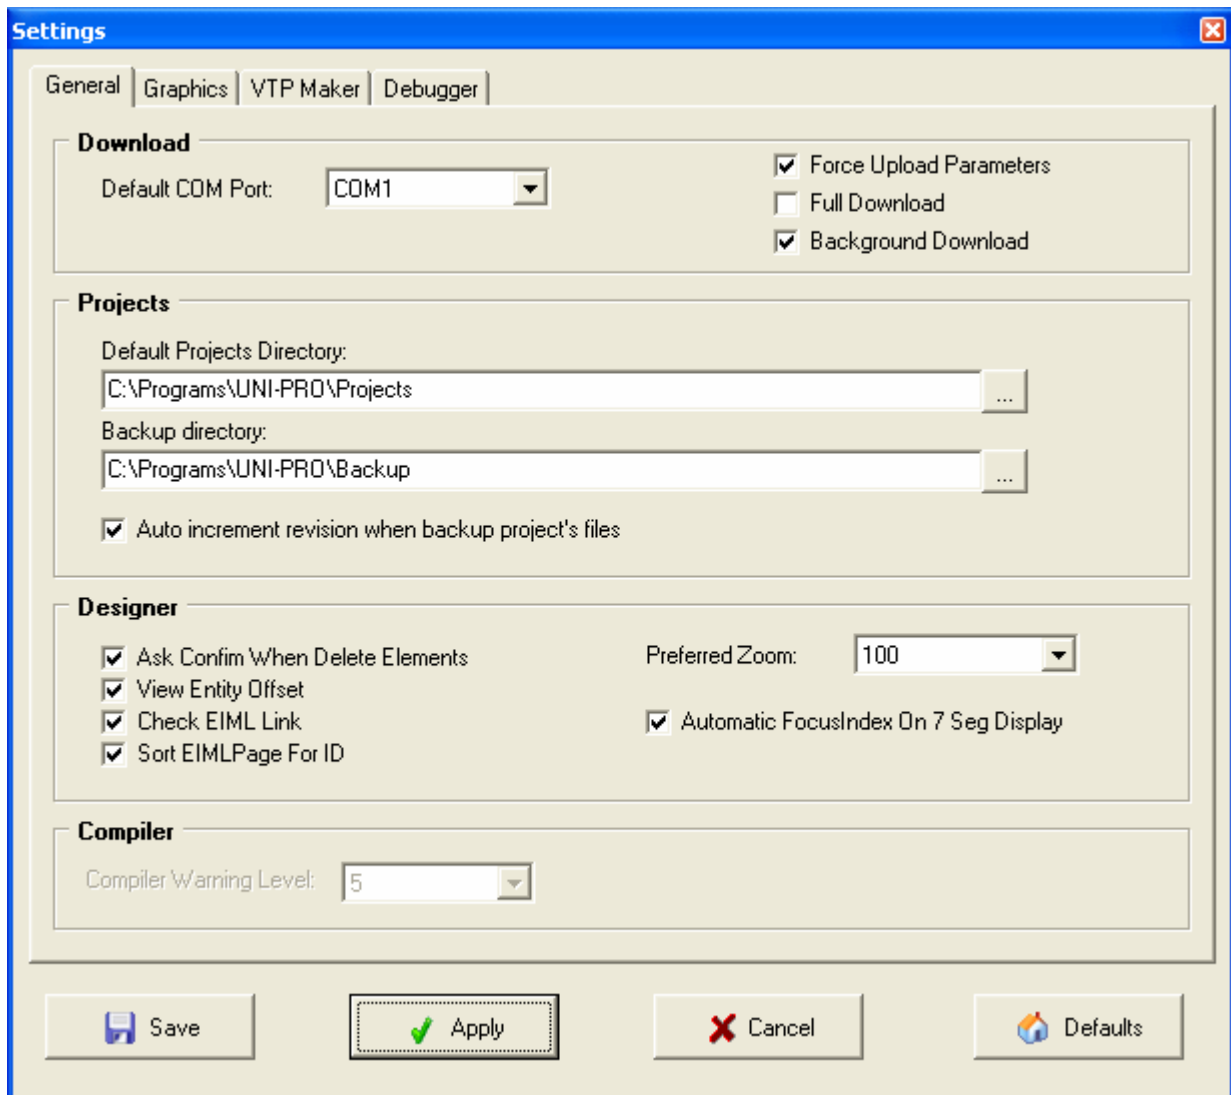 Settings
General Graphics VTP Maker Debugger
Download
Default COM Port: COM1
Force Upload Parameters
Full Download
Background Download
Projects
Default Projects Directory:
C:\Programs\UNI-PRO\Projects ...
Backup directory:
C:\Programs\UNI-PRO\Backup ...
Auto increment revision when backup project's files
Designer
Ask Confim When Delete Elements
View Entity Offset
Check EIML Link
Sort EIMLPage For ID
Preferred Zoom: 100
Automatic FocusIndex On 7 Seg Display
Compiler
Compiler Warning Level: 5
Save Apply Cancel Defaults